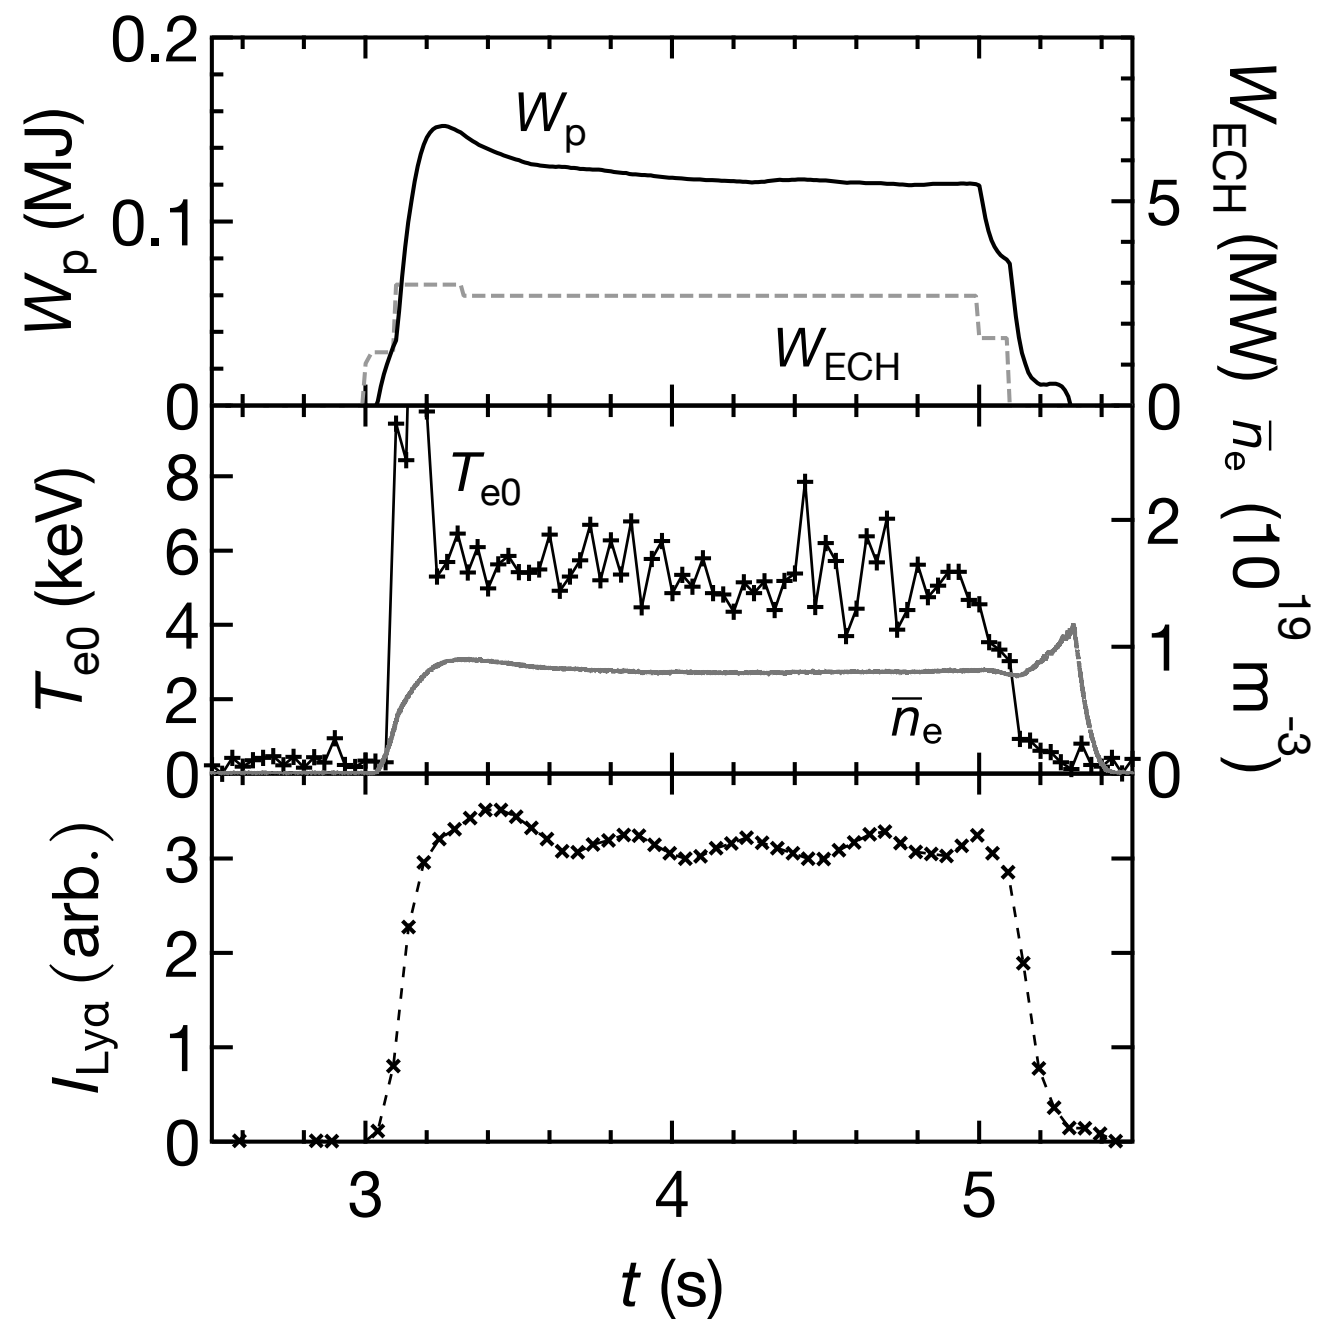 0.2
0.1
0
W_p (MJ)
W_p
W_ECH
5
0
W_ECH (MW)
8
6
4
2
0
T_e0 (keV)
T_e0
n̅_e
2
1
0
n̅_e (10^19 m^-3)
3
2
1
0
I_Lyα (arb.)
3 4 5
t (s)